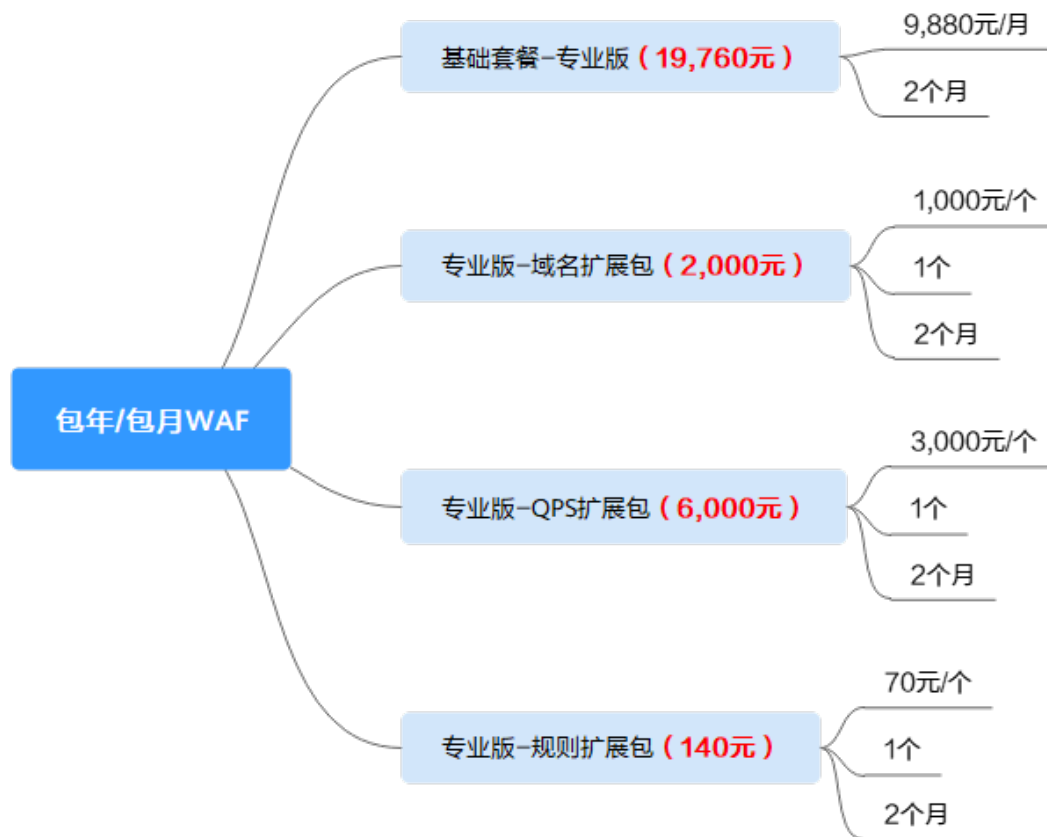 包年/包月WAF
基础套餐-专业版（19,760元）
9,880元/月
2个月
专业版-域名扩展包（2,000元）
1,000元/个
1个
2个月
专业版-QPS扩展包（6,000元）
3,000元/个
1个
2个月
专业版-规则扩展包（140元）
70元/个
1个
2个月